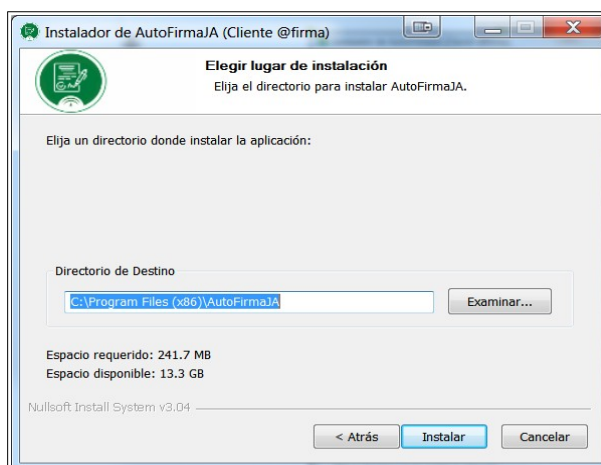 Instalador de AutoFirmaJA (Cliente @firma)
Elegir lugar de instalación
Elija el directorio para instalar AutoFirmaJA.
Elija un directorio donde instalar la aplicación:
Directorio de Destino
C:\Program Files (x86)\AutoFirmaJA
Examinar...
Espacio requerido: 241.7 MB
Espacio disponible: 13.3 GB
Nullsoft Install System v3.04
< Atrás
Instalar
Cancelar